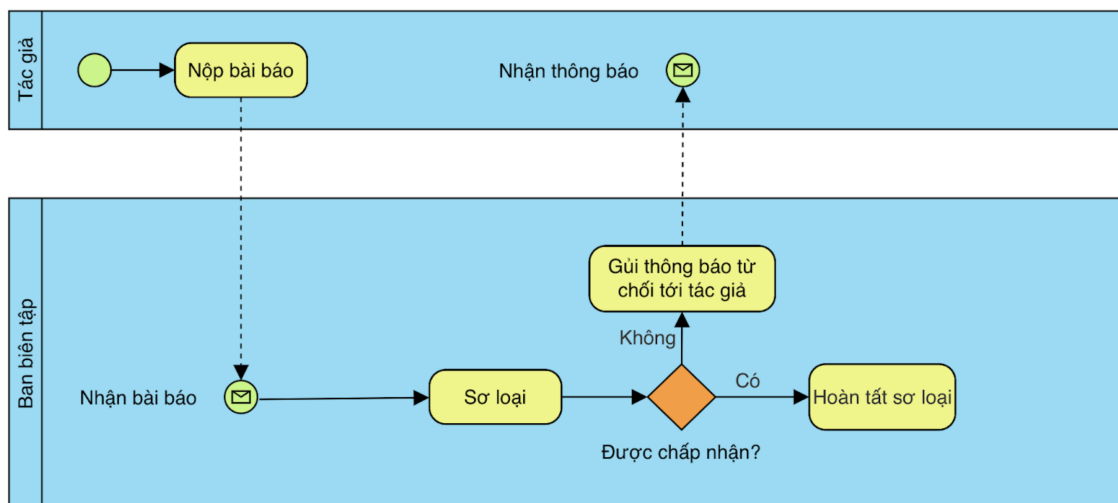 Tác giả
Nộp bài báo
Nhận thông báo
Ban biên tập
Gủi thông báo từ
chối tới tác giả
Không
Nhận bài báo
Sơ loại
Có
Hoàn tất sơ loại
Được chấp nhận?